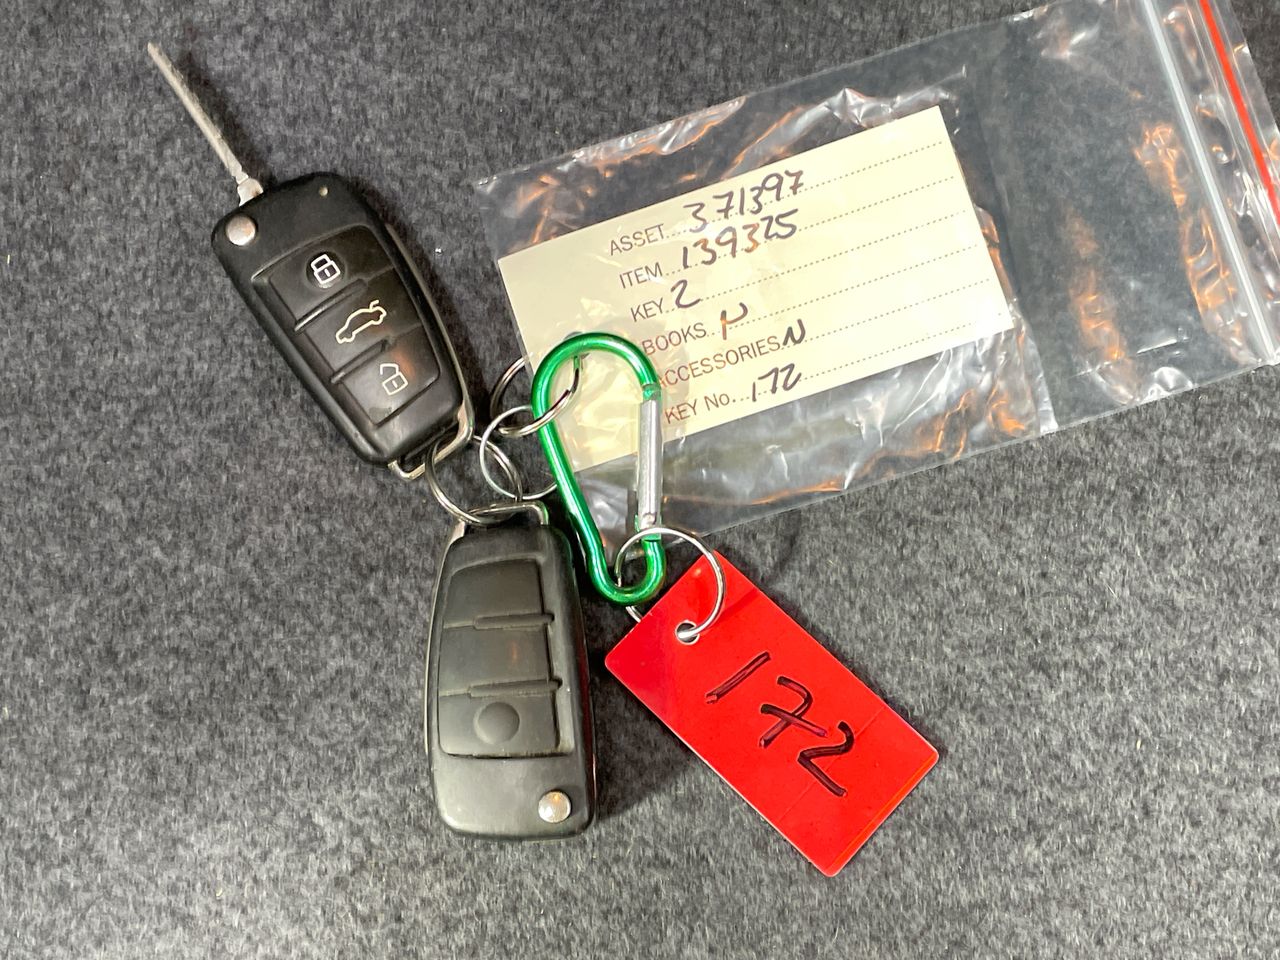 ASSET...371397
ITEM...139325
KEY.2
BOOKS..N
ACCESSORIES.N
KEY No...172
172